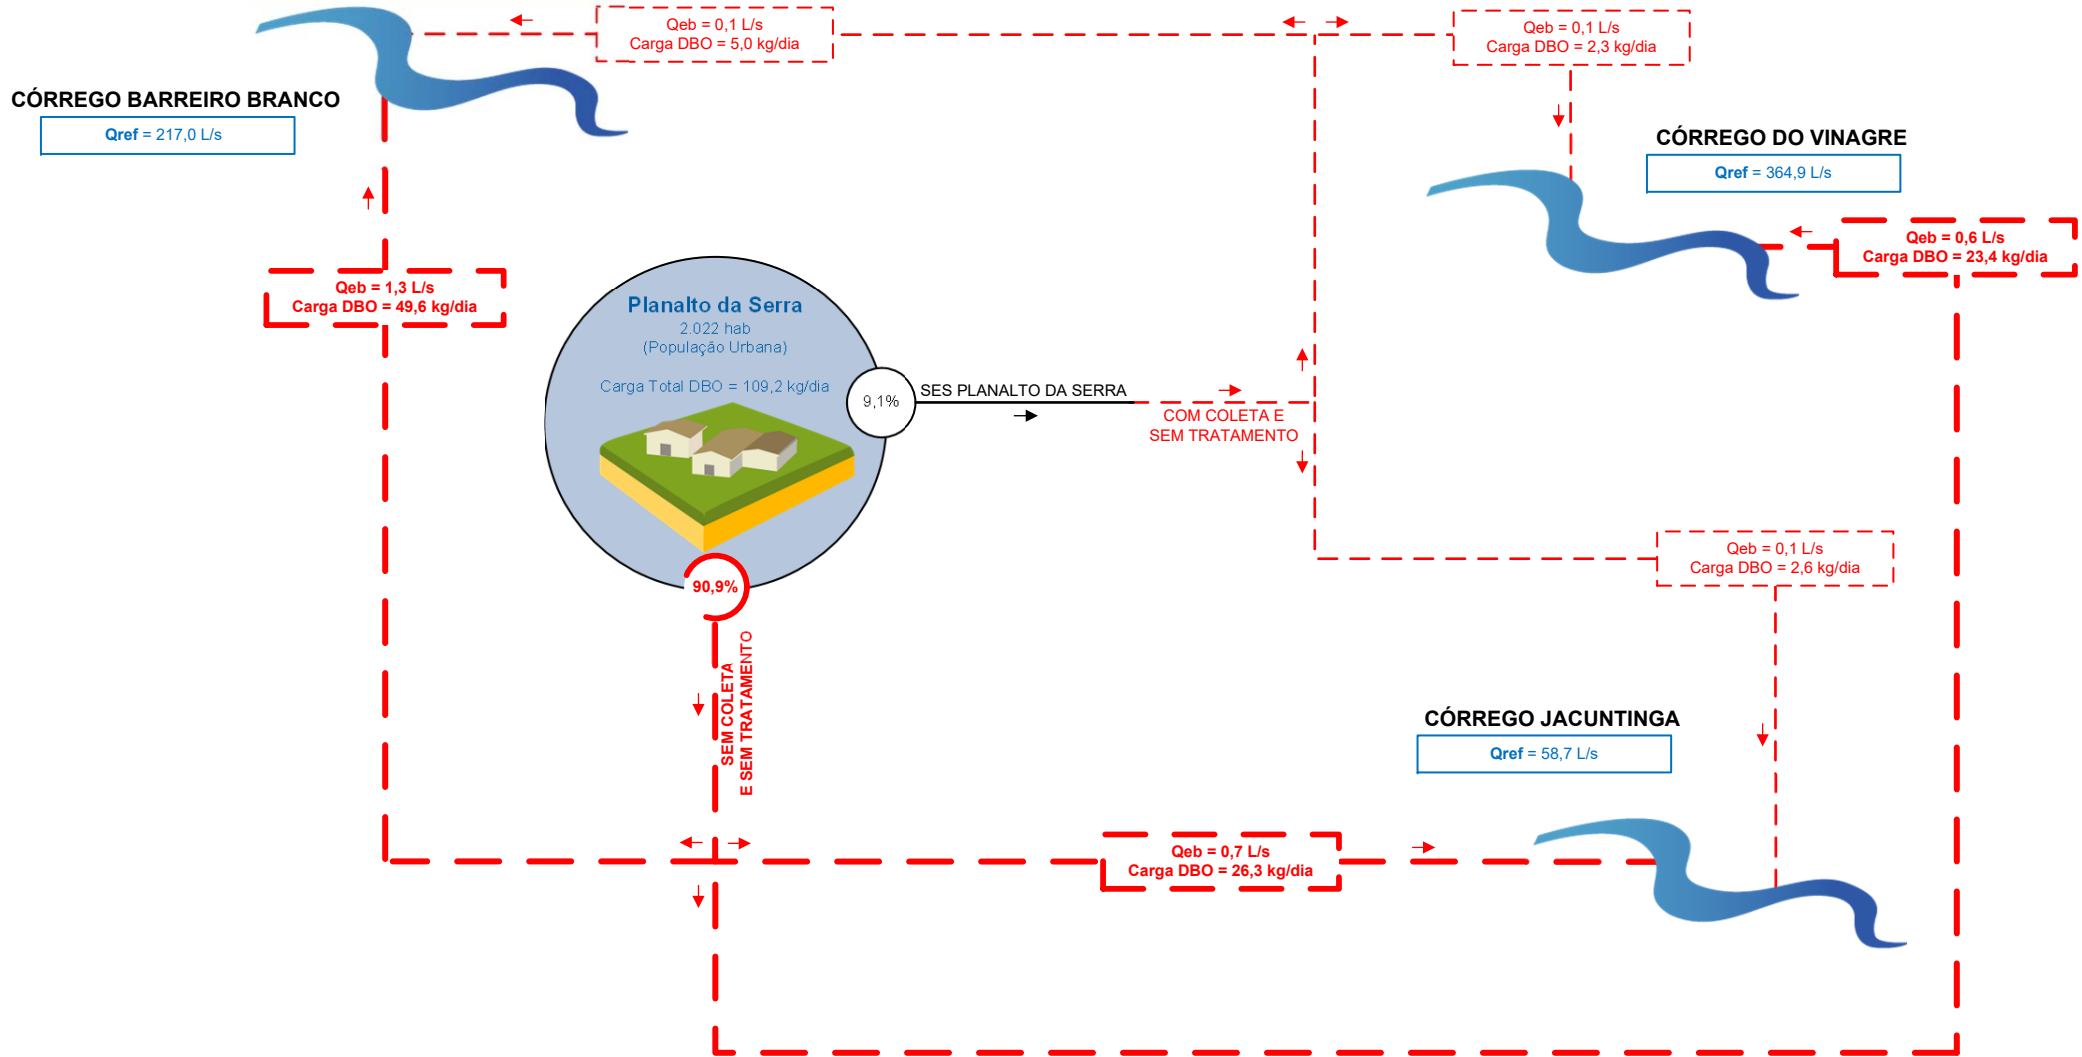 Qeb = 0,1 L/s
Carga DBO = 5,0 kg/dia
Qeb = 0,1 L/s
Carga DBO = 2,3 kg/dia
CÓRREGO BARREIRO BRANCO
Qref = 217,0 L/s
CÓRREGO DO VINAGRE
Qref = 364,9 L/s
Qeb = 0,6 L/s
Carga DBO = 23,4 kg/dia
Qeb = 1,3 L/s
Carga DBO = 49,6 kg/dia
Planalto da Serra
2.022 hab
(População Urbana)
Carga Total DBO = 109,2 kg/dia
9,1%
SES PLANALTO DA SERRA
COM COLETA E
SEM TRATAMENTO
90,9%
SEM COLETA
E SEM TRATAMENTO
Qeb = 0,1 L/s
Carga DBO = 2,6 kg/dia
CÓRREGO JACUNTINGA
Qref = 58,7 L/s
Qeb = 0,7 L/s
Carga DBO = 26,3 kg/dia